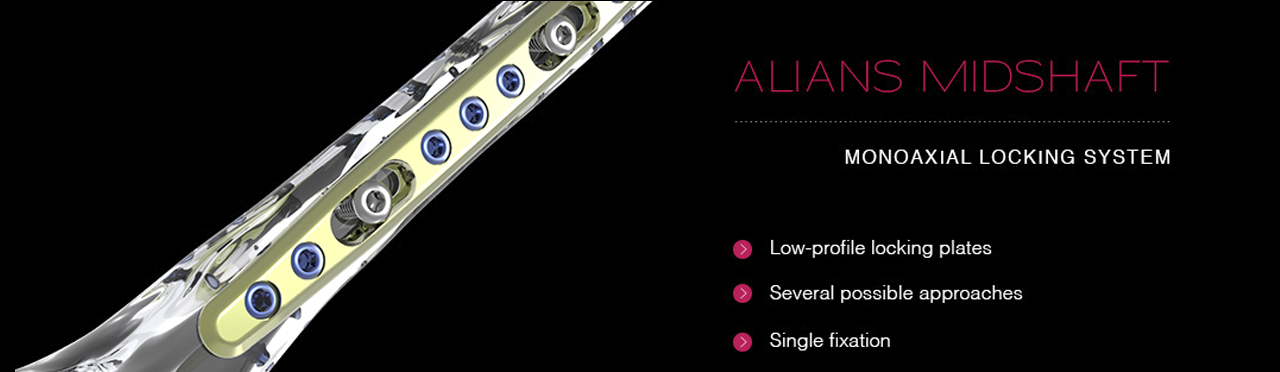 ALIANS MIDSHAFT
MONOAXIAL LOCKING SYSTEM
Low-profile locking plates
Several possible approaches
Single fixation